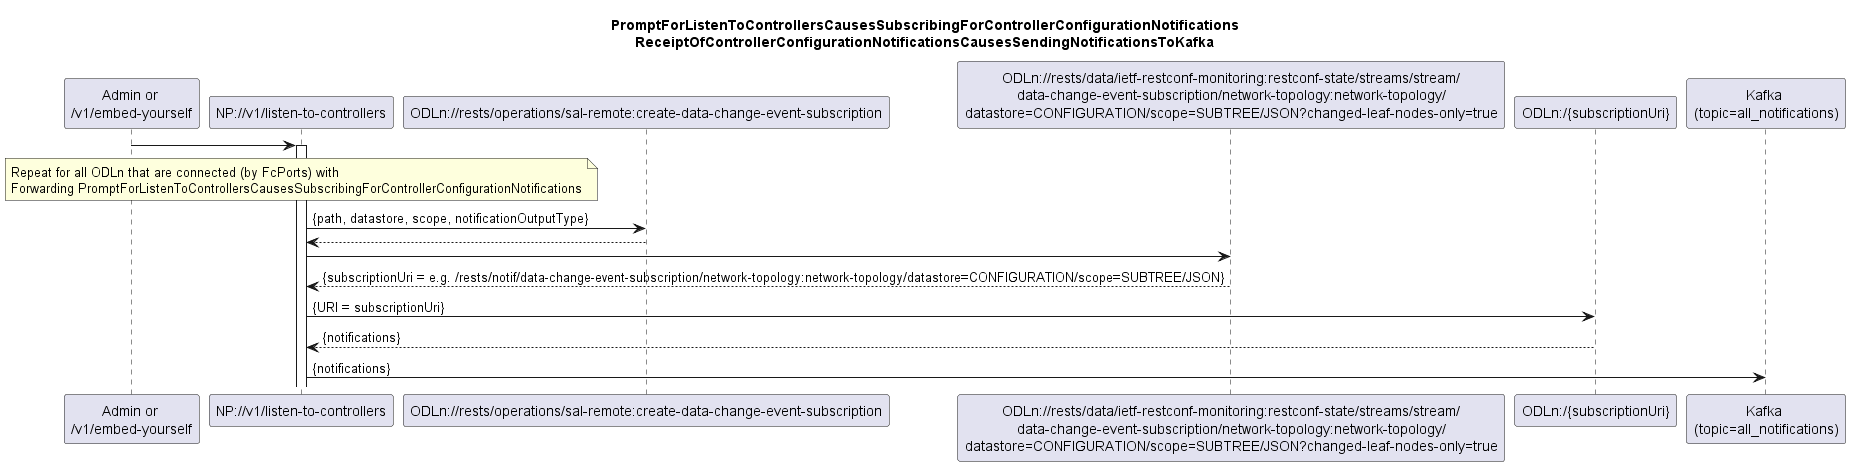 PromptForListenToControllersCausesSubscribingForControllerConfigurationNotifications
ReceiptOfControllerConfigurationNotificationsCausesSendingNotificationsToKafka
Admin or
/v1/embed-yourself
NP://v1/listen-to-controllers
ODLn://rests/operations/sal-remote:create-data-change-event-subscription
ODLn://rests/data/ietf-restconf-monitoring:restconf-state/streams/stream/
data-change-event-subscription/network-topology:network-topology/
datastore=CONFIGURATION/scope=SUBTREE/JSON?changed-leaf-nodes-only=true
ODLn:/{subscriptionUri}
Kafka
(topic=all_notifications)
Repeat for all ODLn that are connected (by FcPorts) with
Forwarding PromptForListenToControllersCausesSubscribingForControllerConfigurationNotifications
{path, datastore, scope, notificationOutputType}
{subscriptionUri = e.g. /rests/notif/data-change-event-subscription/network-topology:network-topology/datastore=CONFIGURATION/scope=SUBTREE/JSON}
{URI = subscriptionUri}
{notifications}
{notifications}
Admin or
/v1/embed-yourself
NP://v1/listen-to-controllers
ODLn://rests/operations/sal-remote:create-data-change-event-subscription
ODLn://rests/data/ietf-restconf-monitoring:restconf-state/streams/stream/
data-change-event-subscription/network-topology:network-topology/
datastore=CONFIGURATION/scope=SUBTREE/JSON?changed-leaf-nodes-only=true
ODLn:/{subscriptionUri}
Kafka
(topic=all_notifications)